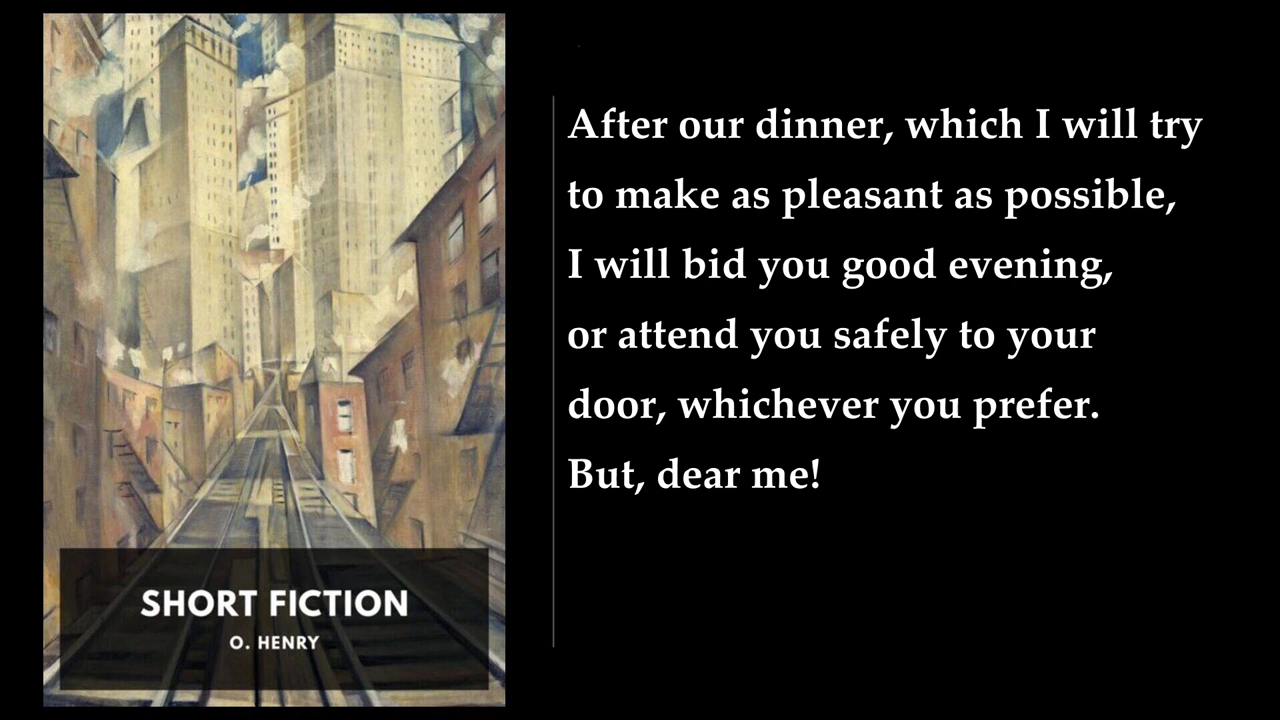 SHORT FICTION
O. HENRY
After our dinner, which I will try
to make as pleasant as possible,
I will bid you good evening,
or attend you safely to your
door, whichever you prefer.
But, dear me!